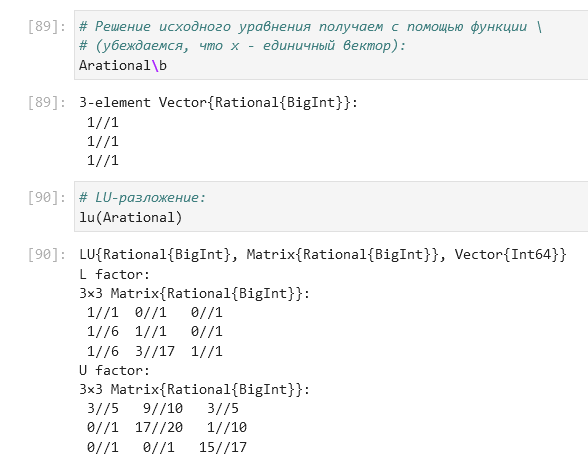 [89]: # Решение исходного уравнения получаем с помощью функции \
# (убеждаемся, что x - единичный вектор):
Arational\b
[89]: 3-element Vector{Rational{BigInt}}:
1//1
1//1
1//1
[90]: # LU-разложение:
lu(Arational)
[90]: LU{Rational{BigInt}, Matrix{Rational{BigInt}}, Vector{Int64}}
L factor:
3×3 Matrix{Rational{BigInt}}:
1//1 0//1 0//1
1//6 1//1 0//1
1//6 3//17 1//1
U factor:
3×3 Matrix{Rational{BigInt}}:
3//5 9//10 3//5
0//1 17//20 1//10
0//1 0//1 15//17